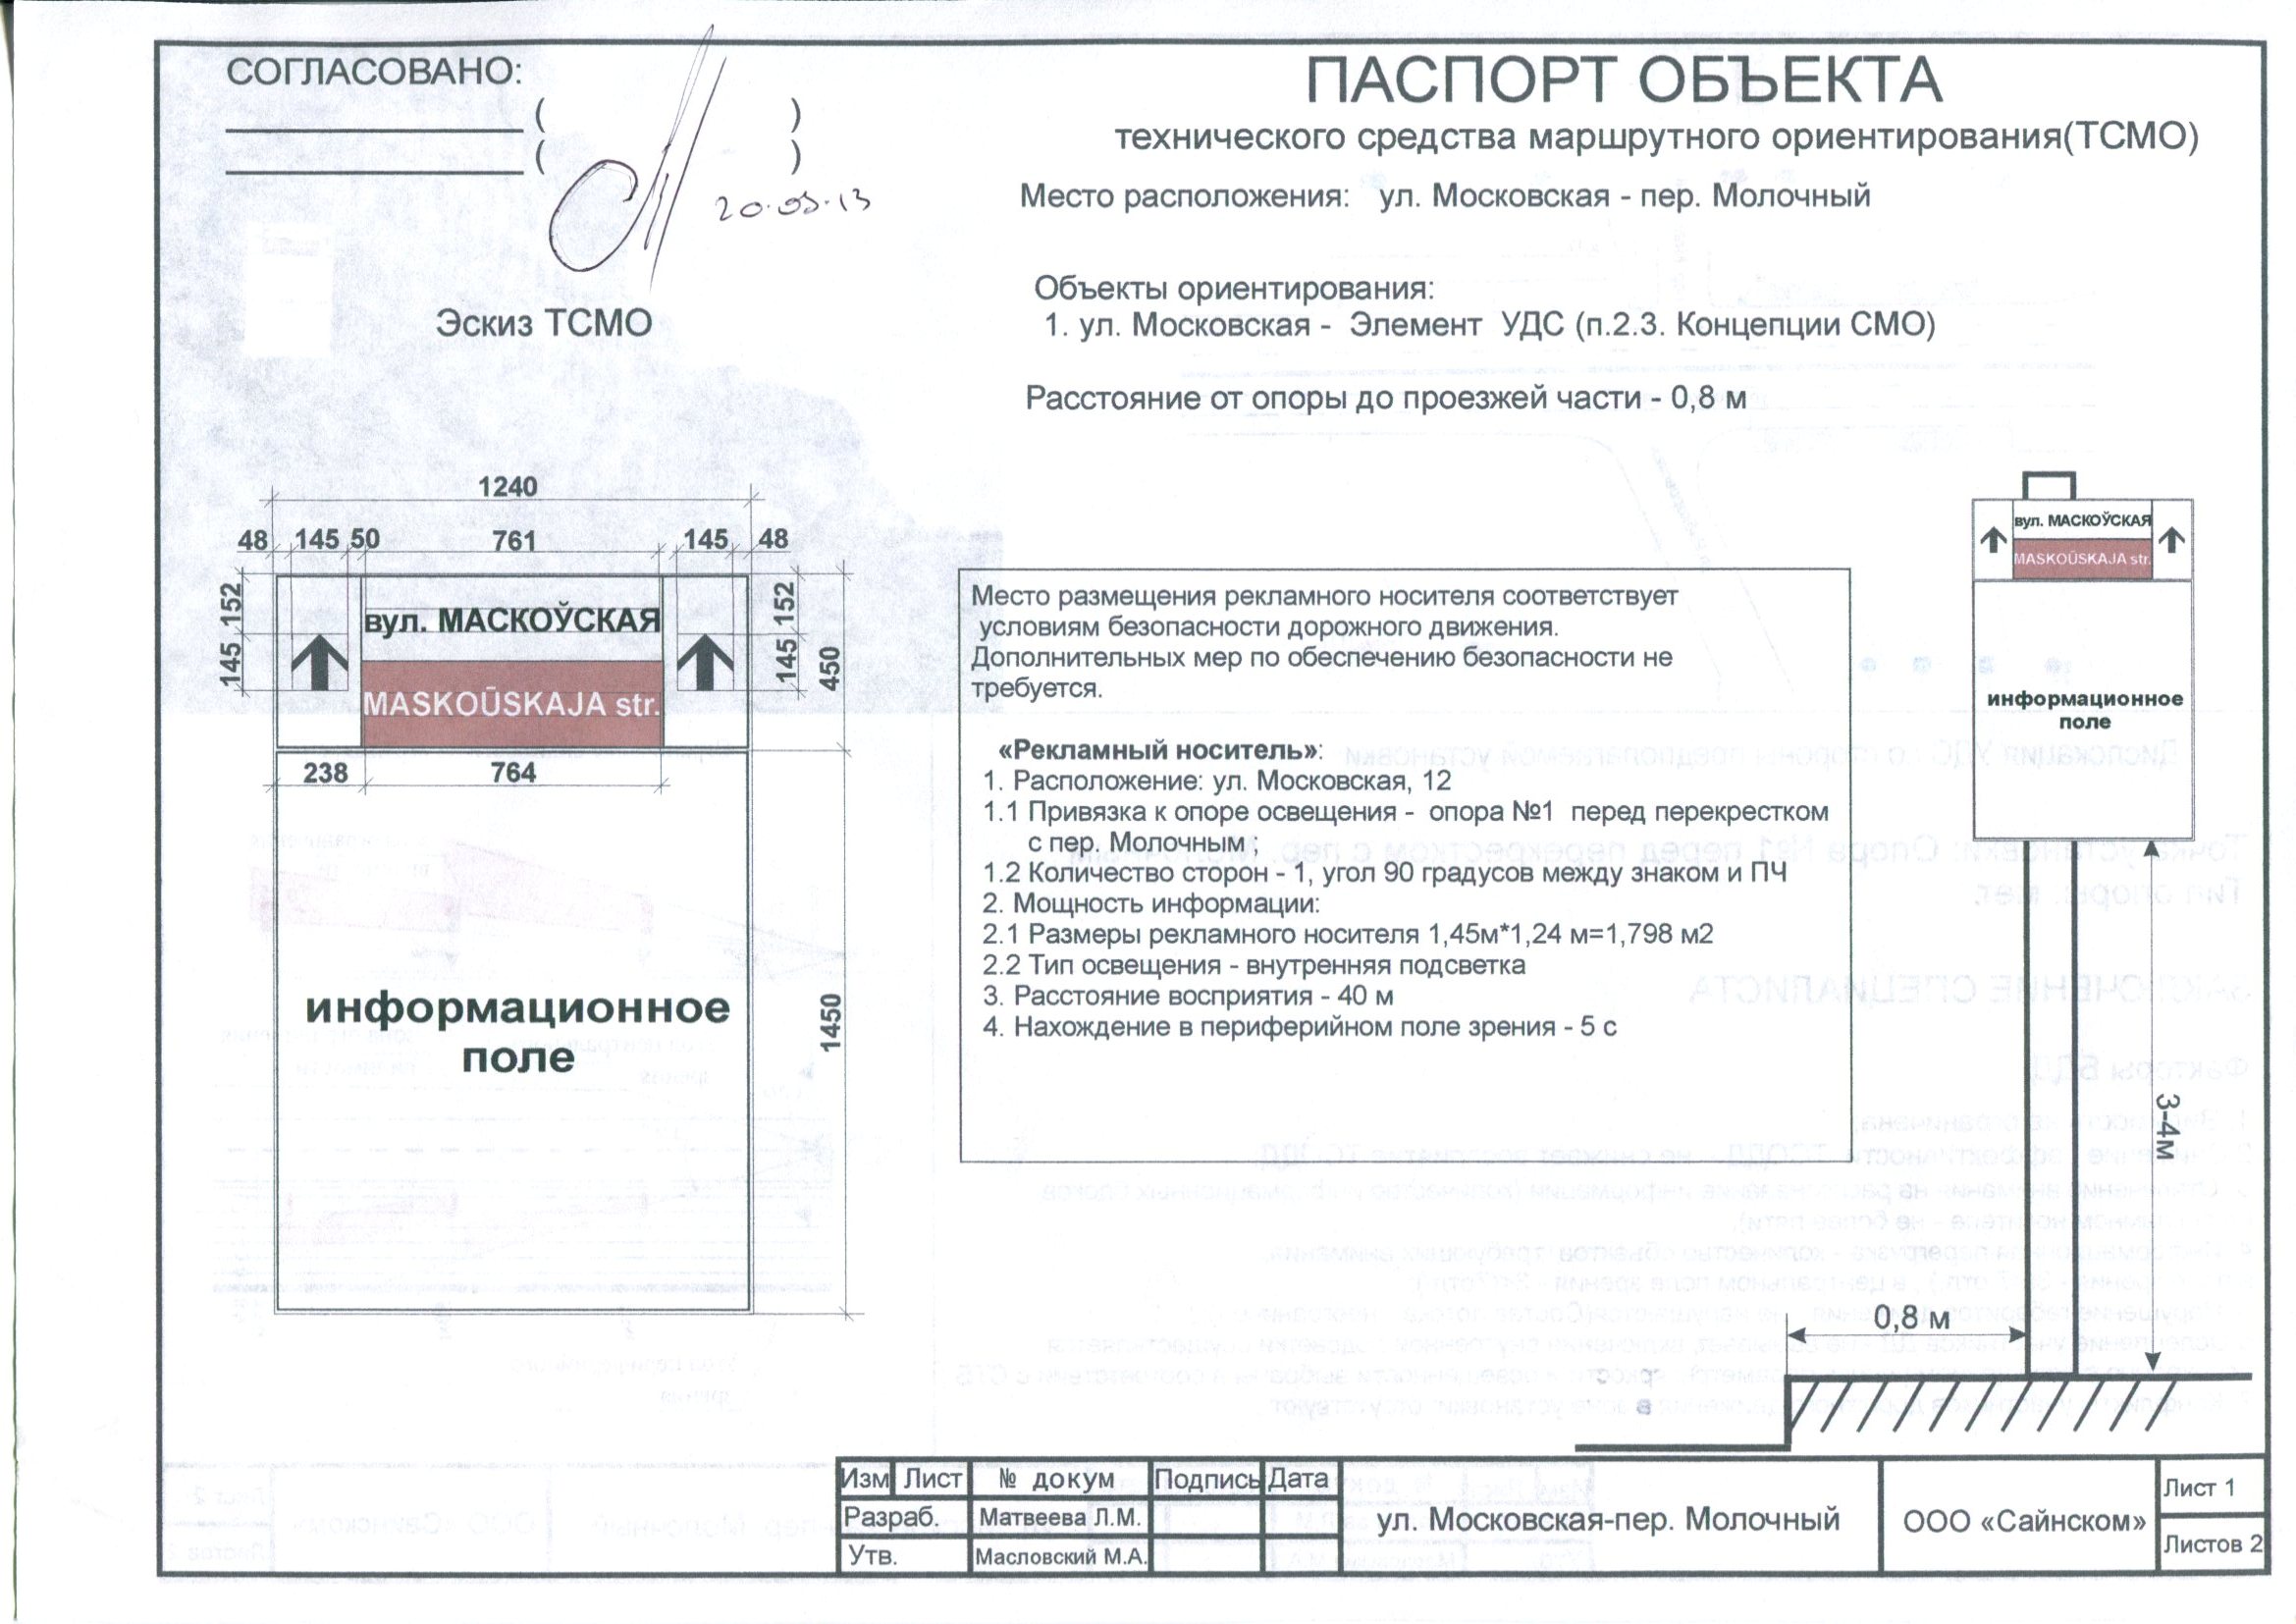 СОГЛАСОВАНО:
( )
( )
20.09.13
ПАСПОРТ ОБЪЕКТА
технического средства маршрутного ориентирования(ТСМО)
Место расположения: ул. Московская - пер. Молочный
Объекты ориентирования:
1. ул. Московская - Элемент УДС (п.2.3. Концепции СМО)
Расстояние от опоры до проезжей части - 0,8 м
Эскиз ТСМО
1240
48 145 50 761 145 48
152
145
152
145
450
вул. МАСКОЎСКАЯ
MASKOŪSKAJA str.
238 764
информационное
поле
1450
Место размещения рекламного носителя соответствует
условиям безопасности дорожного движения.
Дополнительных мер по обеспечению безопасности не
требуется.
«Рекламный носитель»:
1. Расположение: ул. Московская, 12
1.1 Привязка к опоре освещения - опора №1 перед перекрестком
с пер. Молочным ;
1.2 Количество сторон - 1, угол 90 градусов между знаком и ПЧ
2. Мощность информации:
2.1 Размеры рекламного носителя 1,45м*1,24 м=1,798 м2
2.2 Тип освещения - внутренняя подсветка
3. Расстояние восприятия - 40 м
4. Нахождение в периферийном поле зрения - 5 с
вул. МАСКОЎСКАЯ
MASKOŪSKAJA str.
информационное
поле
3-4м
0,8 м
Изм Лист № докум Подпись Дата
Разраб. Матвеева Л.М.
Утв. Масловский М.А.
ул. Московская-пер. Молочный
ООО «Сайнском»
Лист 1
Листов 2